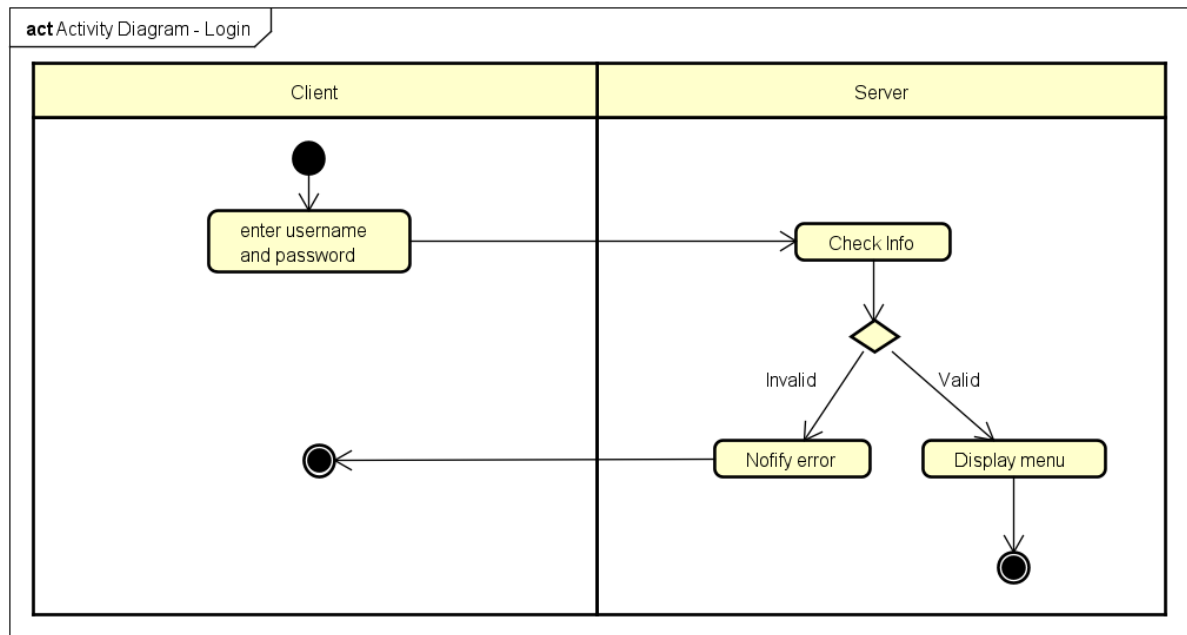 act Activity Diagram - Login
Client
Server
enter username
and password
Check Info
Invalid
Valid
Nofify error
Display menu